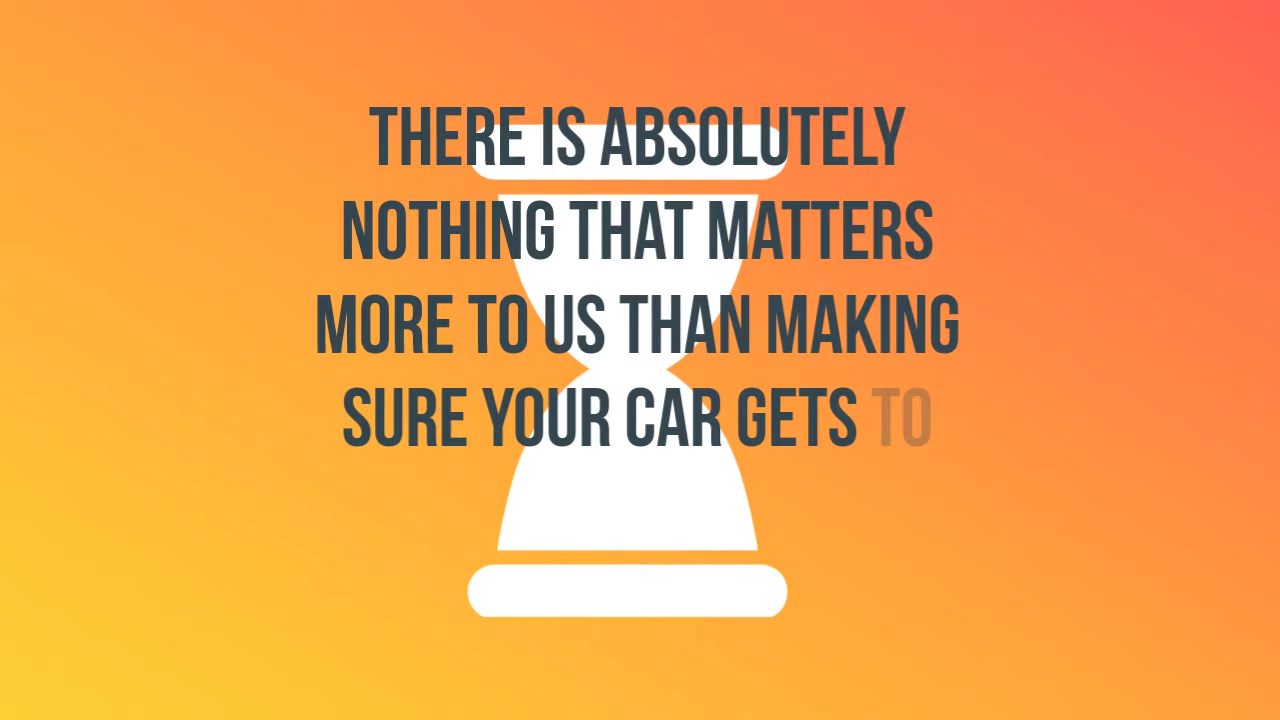 THERE IS ABSOLUTELY
NOTHING THAT MATTERS
MORE TO US THAN MAKING
SURE YOUR CAR GETS TO